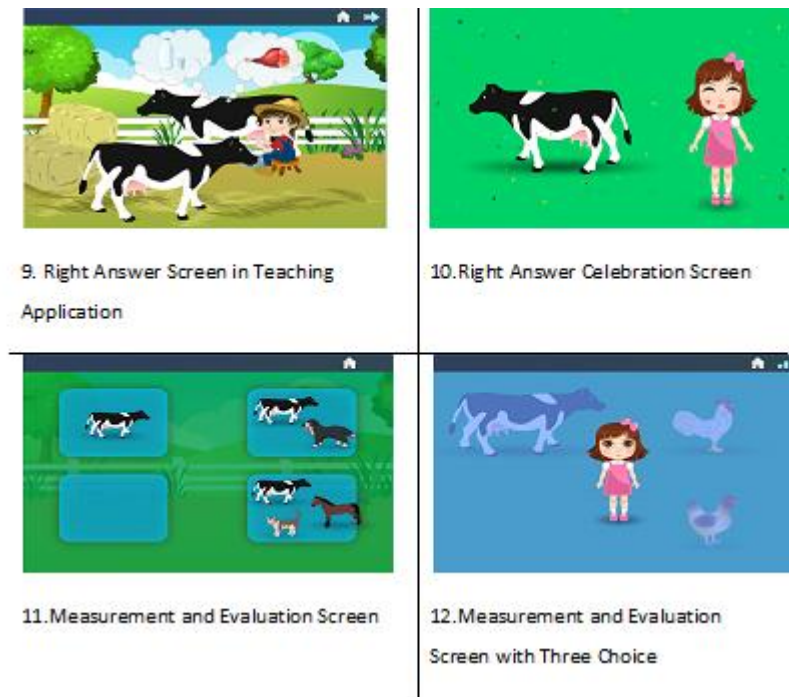 9. Right Answer Screen in Teaching
Application
10.Right Answer Celebration Screen
11.Measurement and Evaluation Screen
12.Measurement and Evaluation
Screen with Three Choice